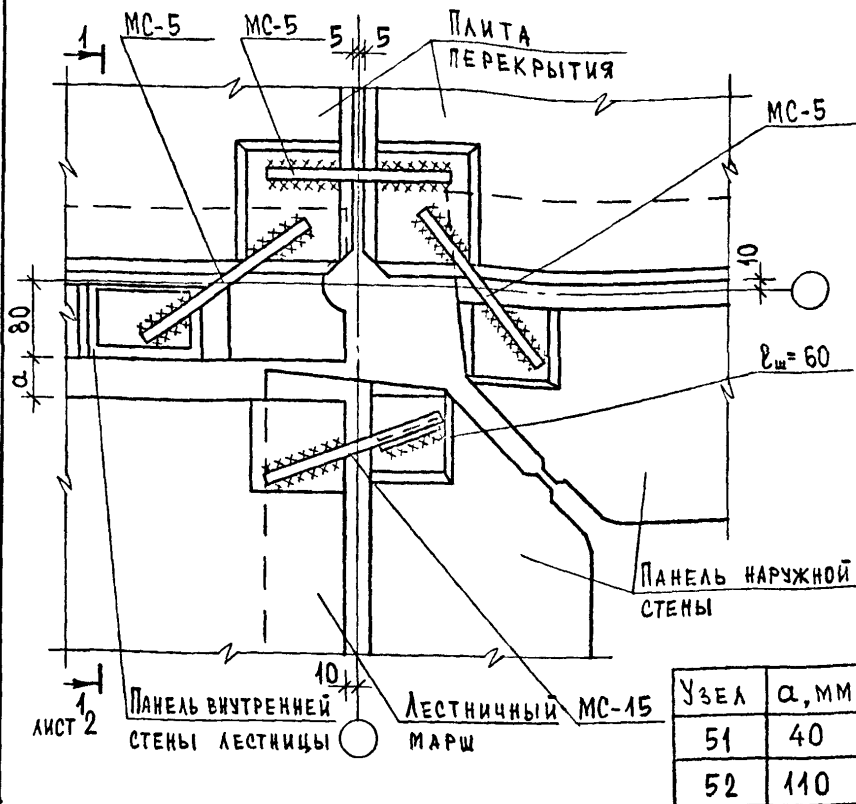 1
МС-5
МС-5
5
5
ПЛИТА
ПЕРЕКРЫТИЯ
МС-5
10
80
а
ℓш=60
ПАНЕЛЬ НАРУЖНОЙ
СТЕНЫ
10
1
ЛИСТ 2
ПАНЕЛЬ ВНУТРЕННЕЙ
СТЕНЫ ЛЕСТНИЦЫ
ЛЕСТНИЧНЫЙ
МАРШ
МС-15
УЗЕЛ а, ММ
51 40
52 110